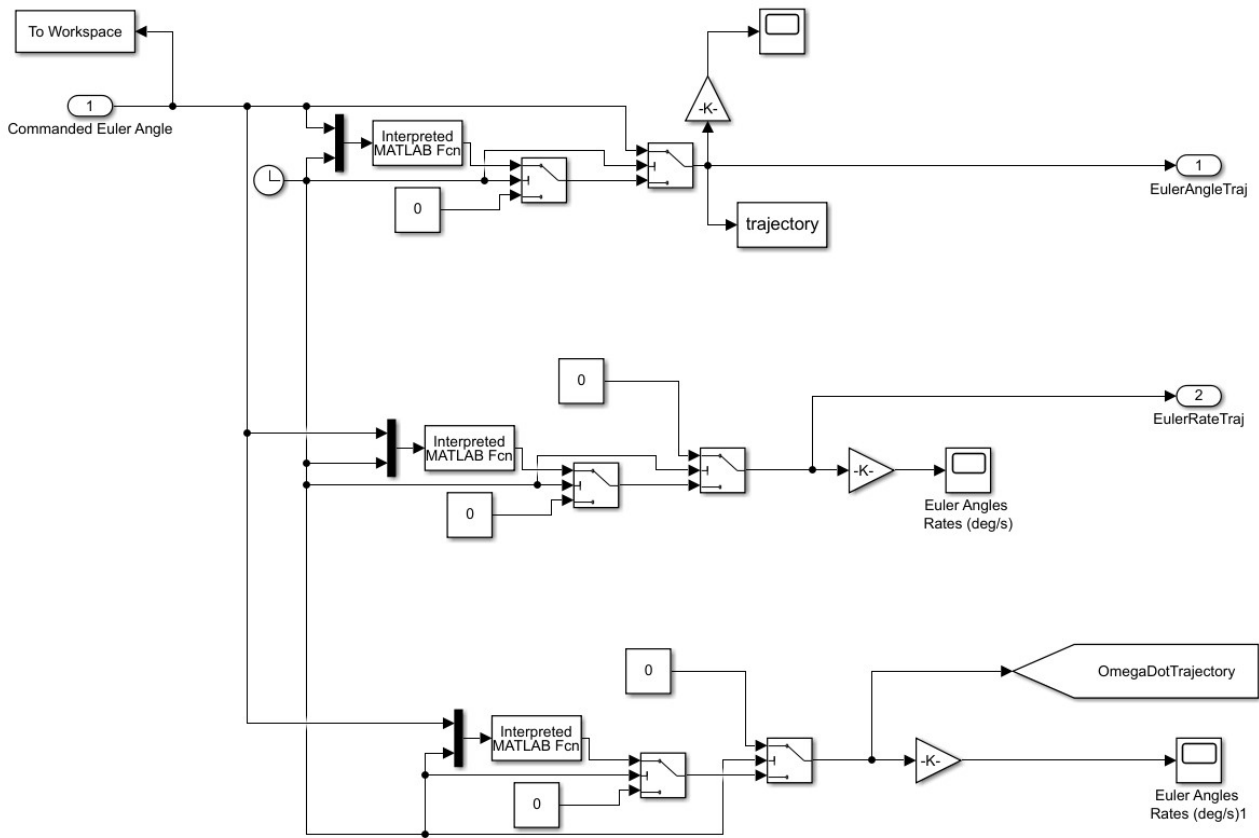 To Workspace
1
Commanded Euler Angle
-K-
Interpreted
MATLAB Fcn
0
trajectory
1
EulerAngleTraj
0
Interpreted
MATLAB Fcn
0
-K-
Euler Angles
Rates (deg/s)
2
EulerRateTraj
0
OmegaDotTrajectory
Interpreted
MATLAB Fcn
0
-K-
Euler Angles
Rates (deg/s)1